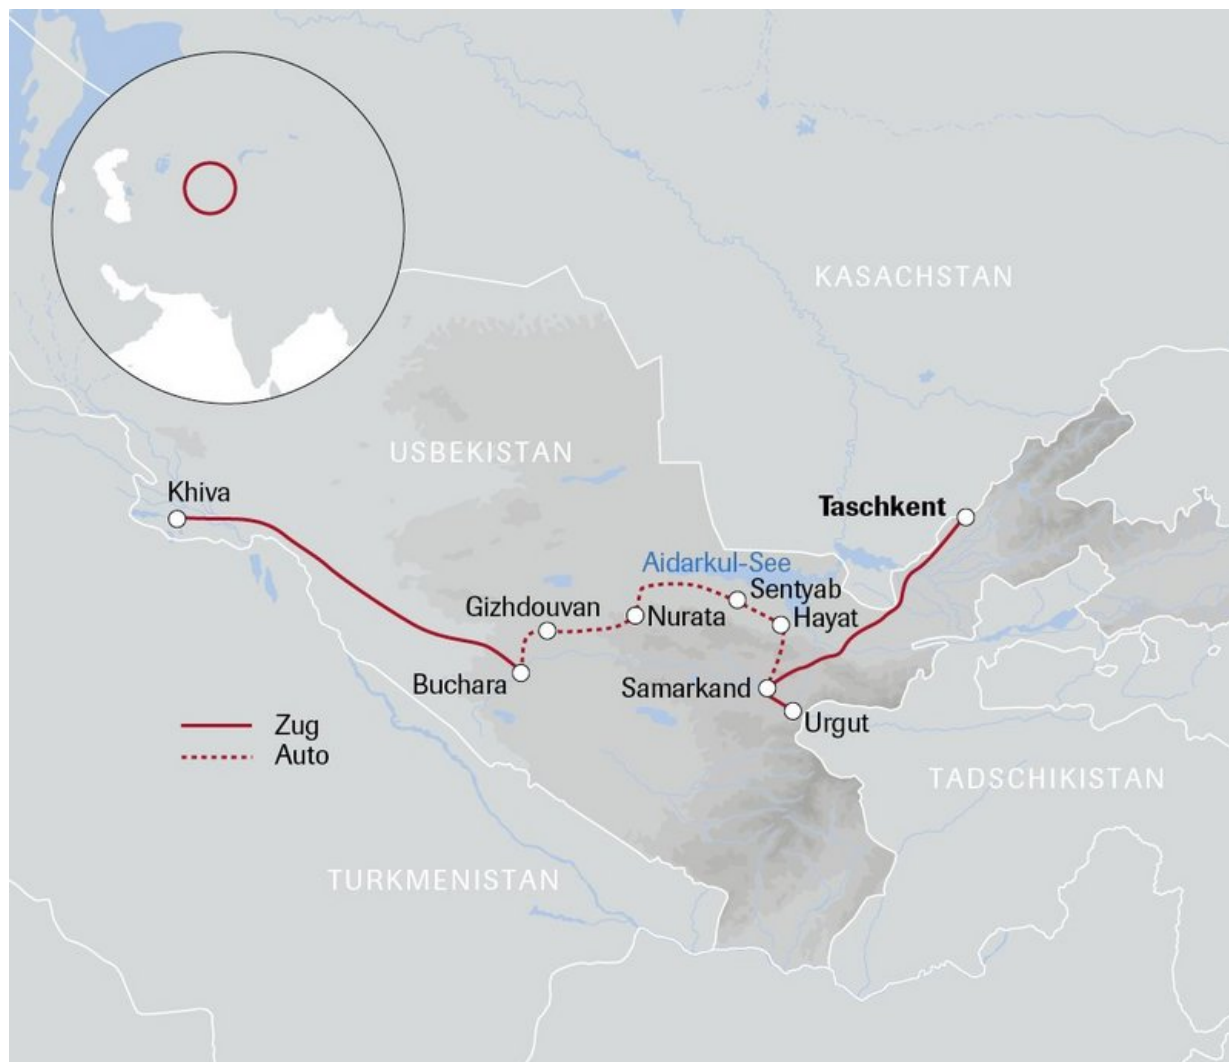 KASACHSTAN
USBEKISTAN
Khiva
Taschkent
Aidarkul-See
Sentyab
Gizhdouvan
Nurata
Hayat
Buchara
Samarkand
Urgut
Zug
Auto
TADSCHIKISTAN
TURKMENISTAN